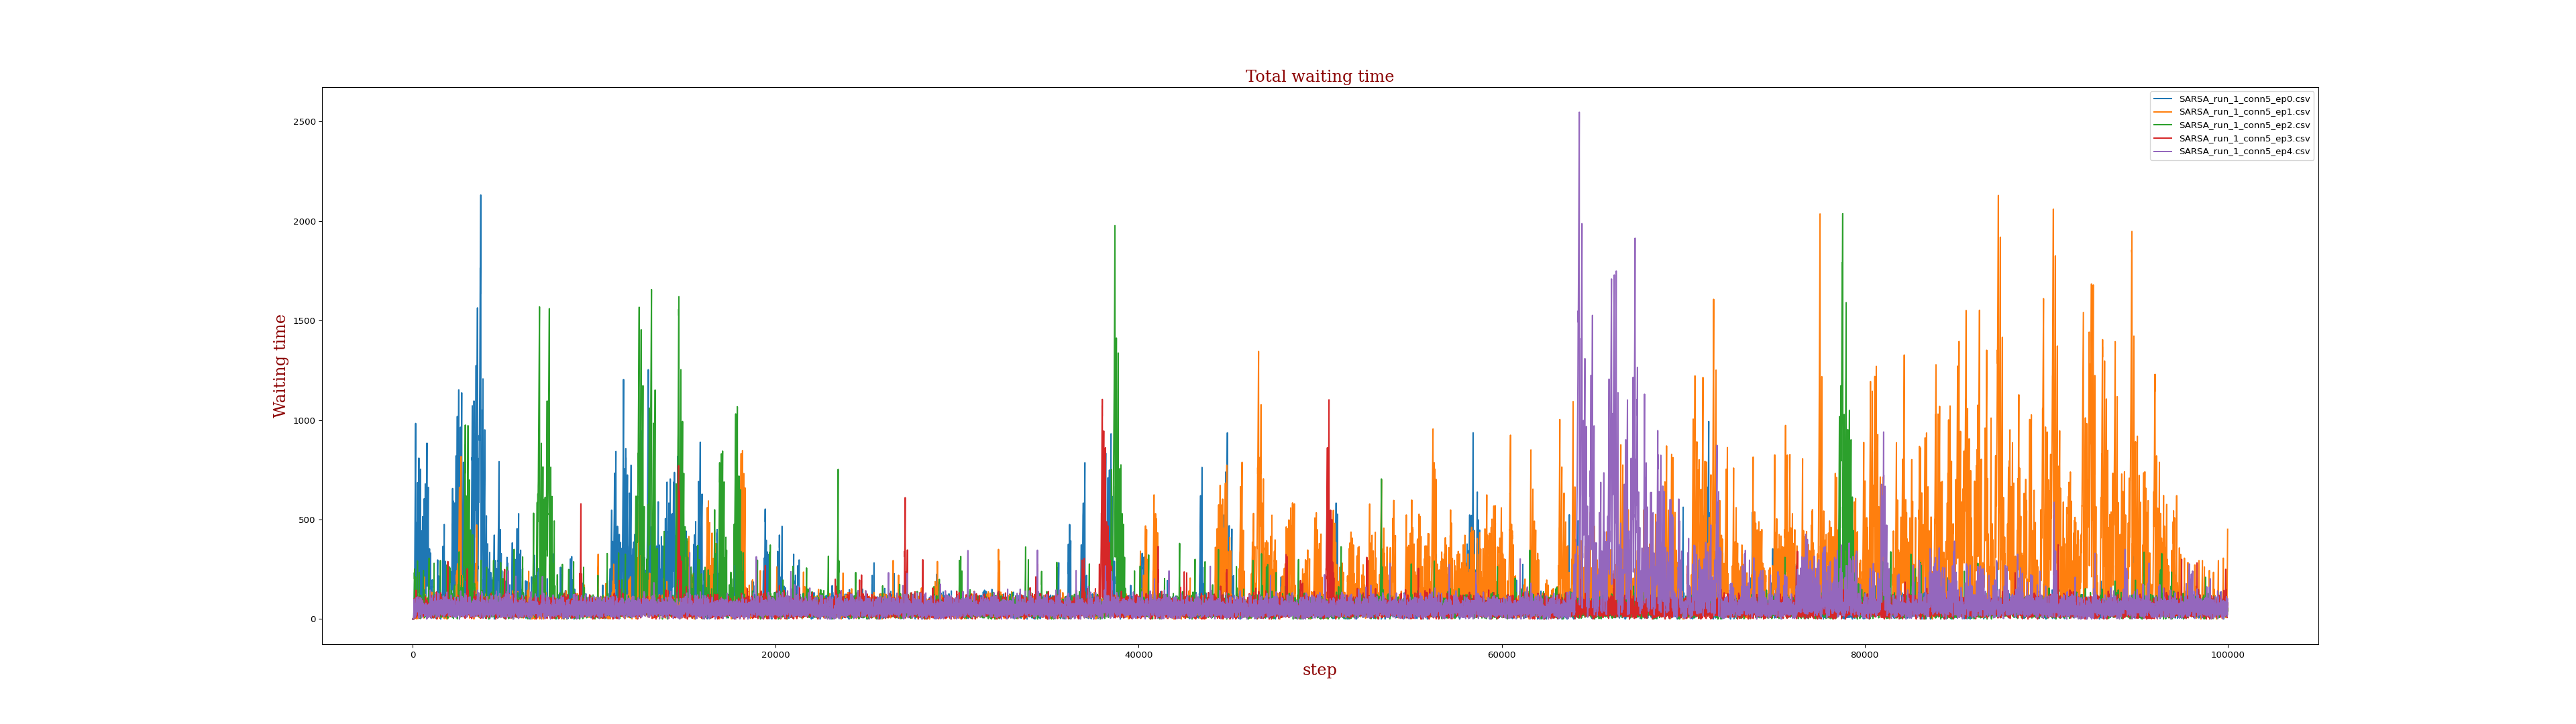 Total waiting time
Waiting time
2500
2000
1500
1000
500
0
SARSA_run_1_conn5_ep0.csv
SARSA_run_1_conn5_ep1.csv
SARSA_run_1_conn5_ep2.csv
SARSA_run_1_conn5_ep3.csv
SARSA_run_1_conn5_ep4.csv
0 20000 40000 60000 80000 100000
step